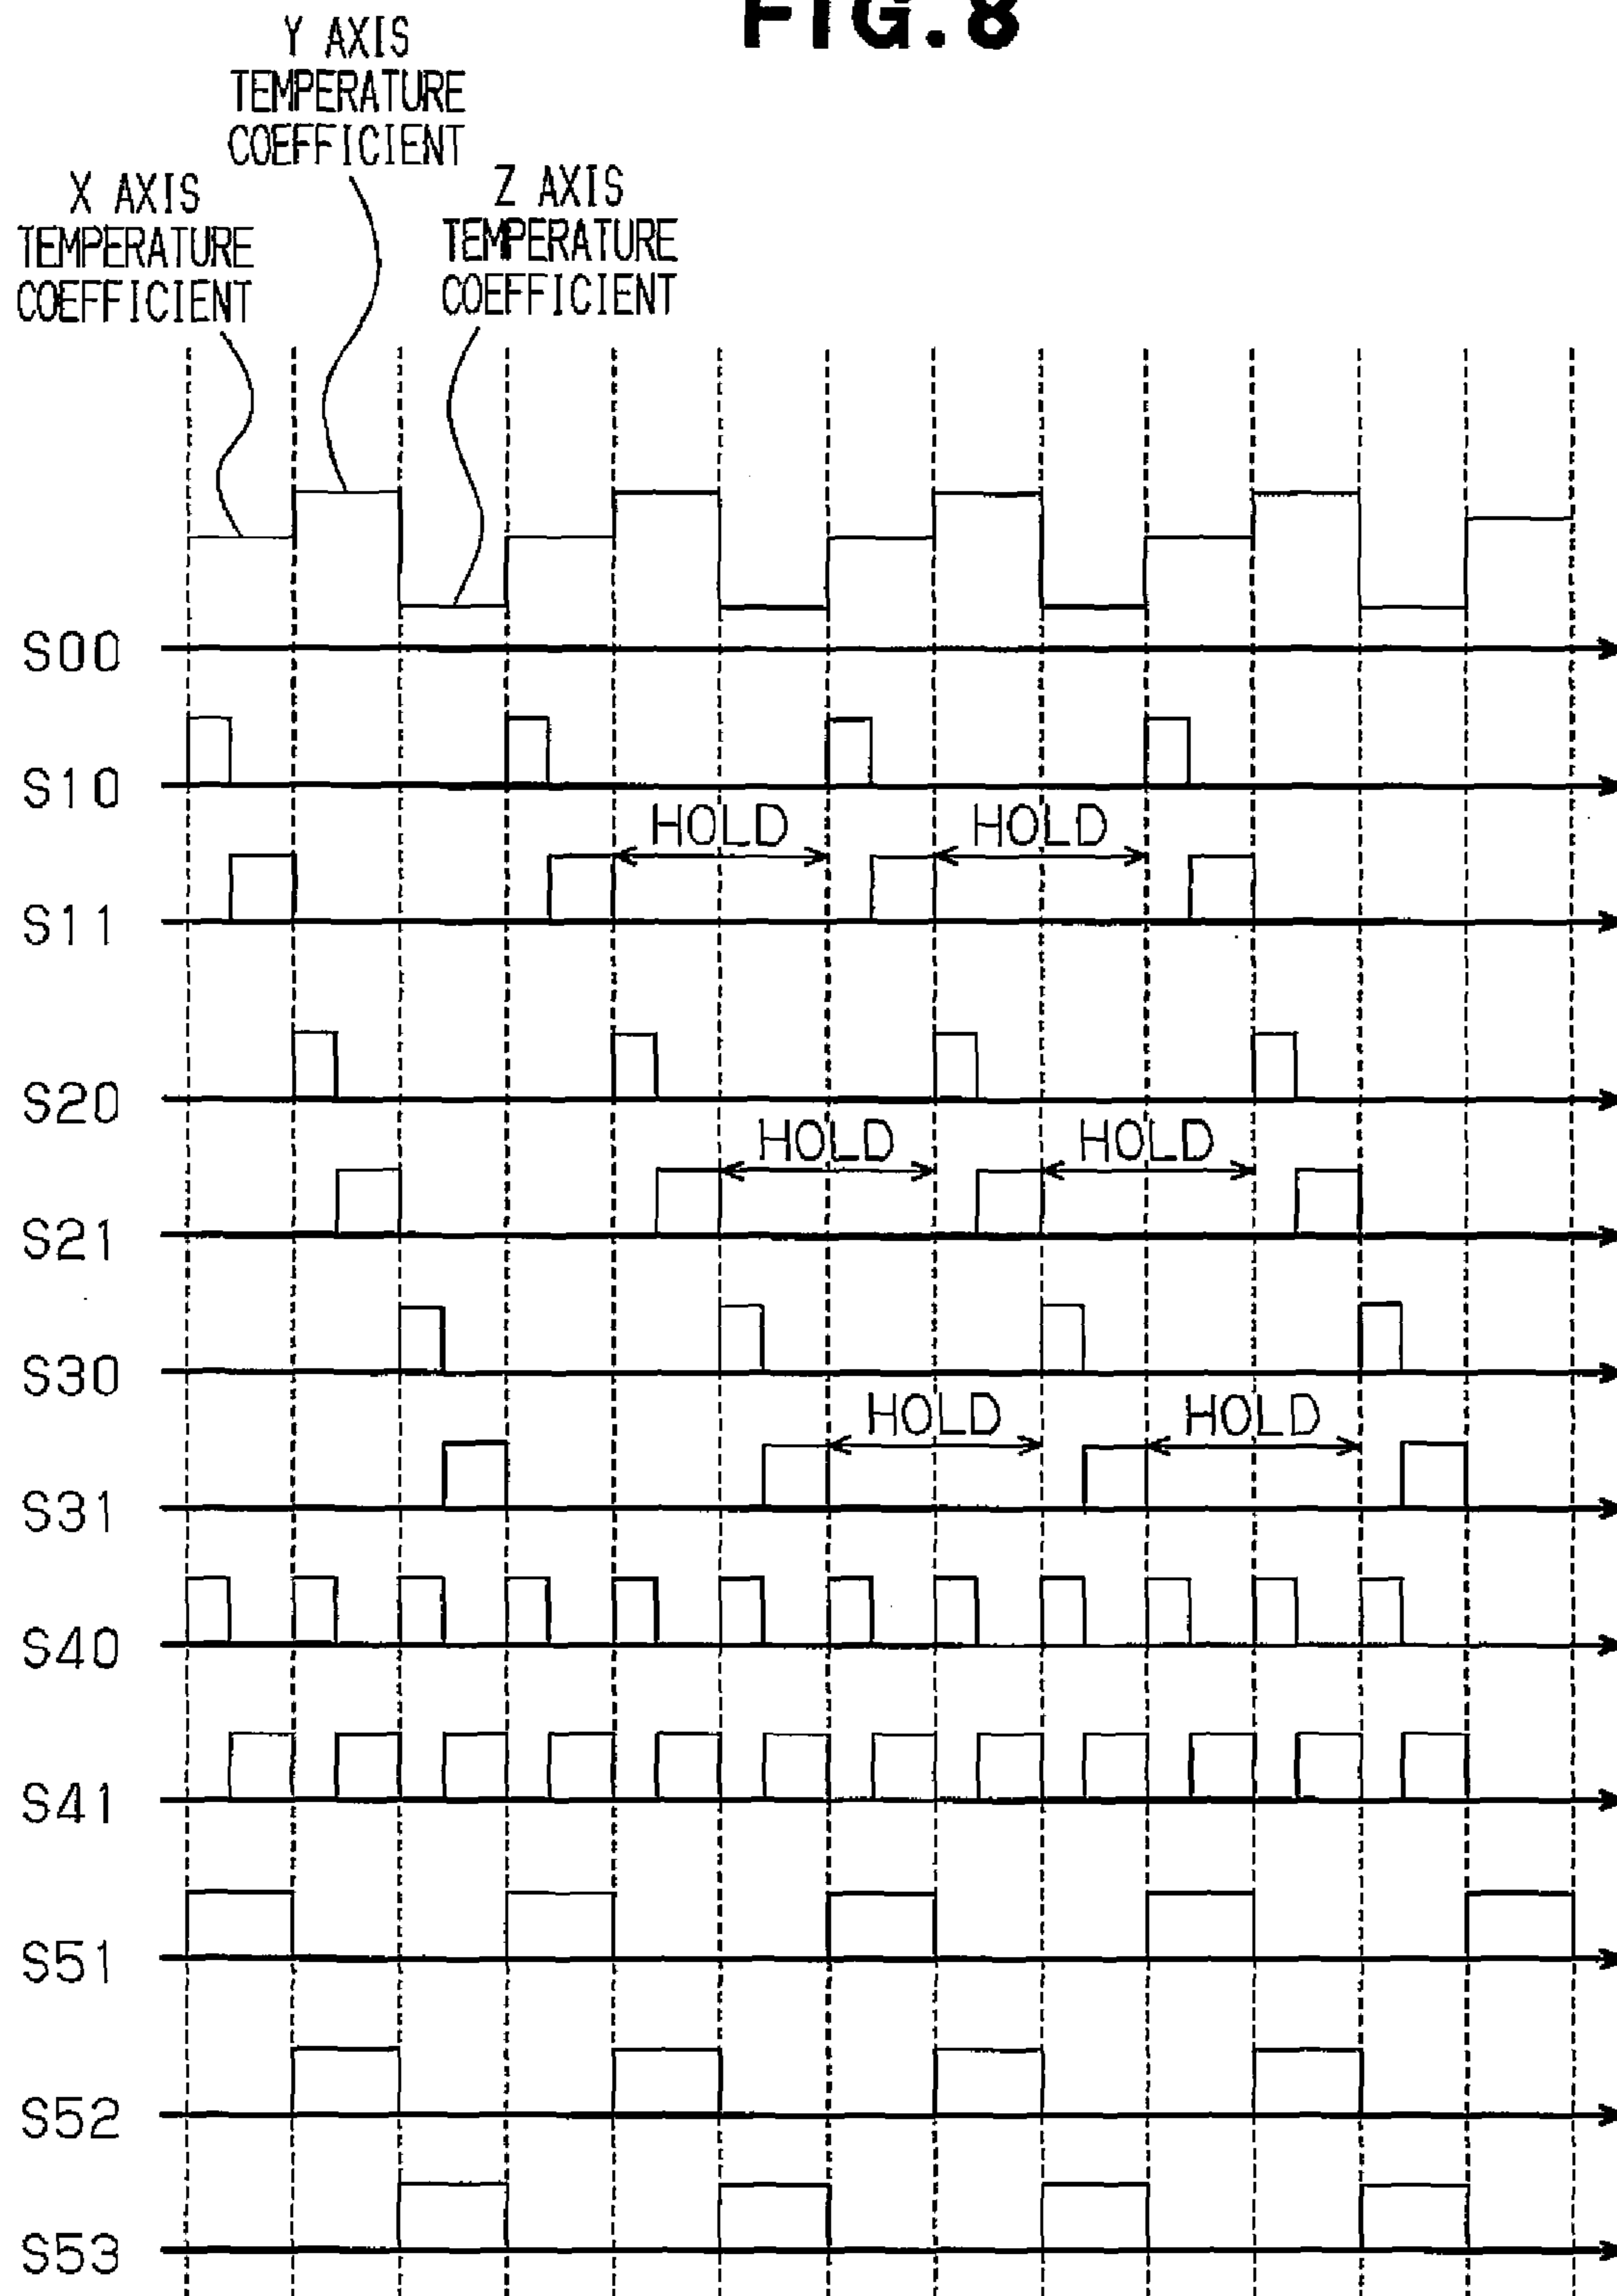 FIG. 8
Y AXIS
TEMPERATURE
COEFFICIENT
X AXIS
TEMPERATURE
COEFFICIENT
Z AXIS
TEMPERATURE
COEFFICIENT
S00
S10
HOLD HOLD
S11
S20
HOLD HOLD
S21
S30
HOLD HOLD
S31
S40
S41
S51
S52
S53